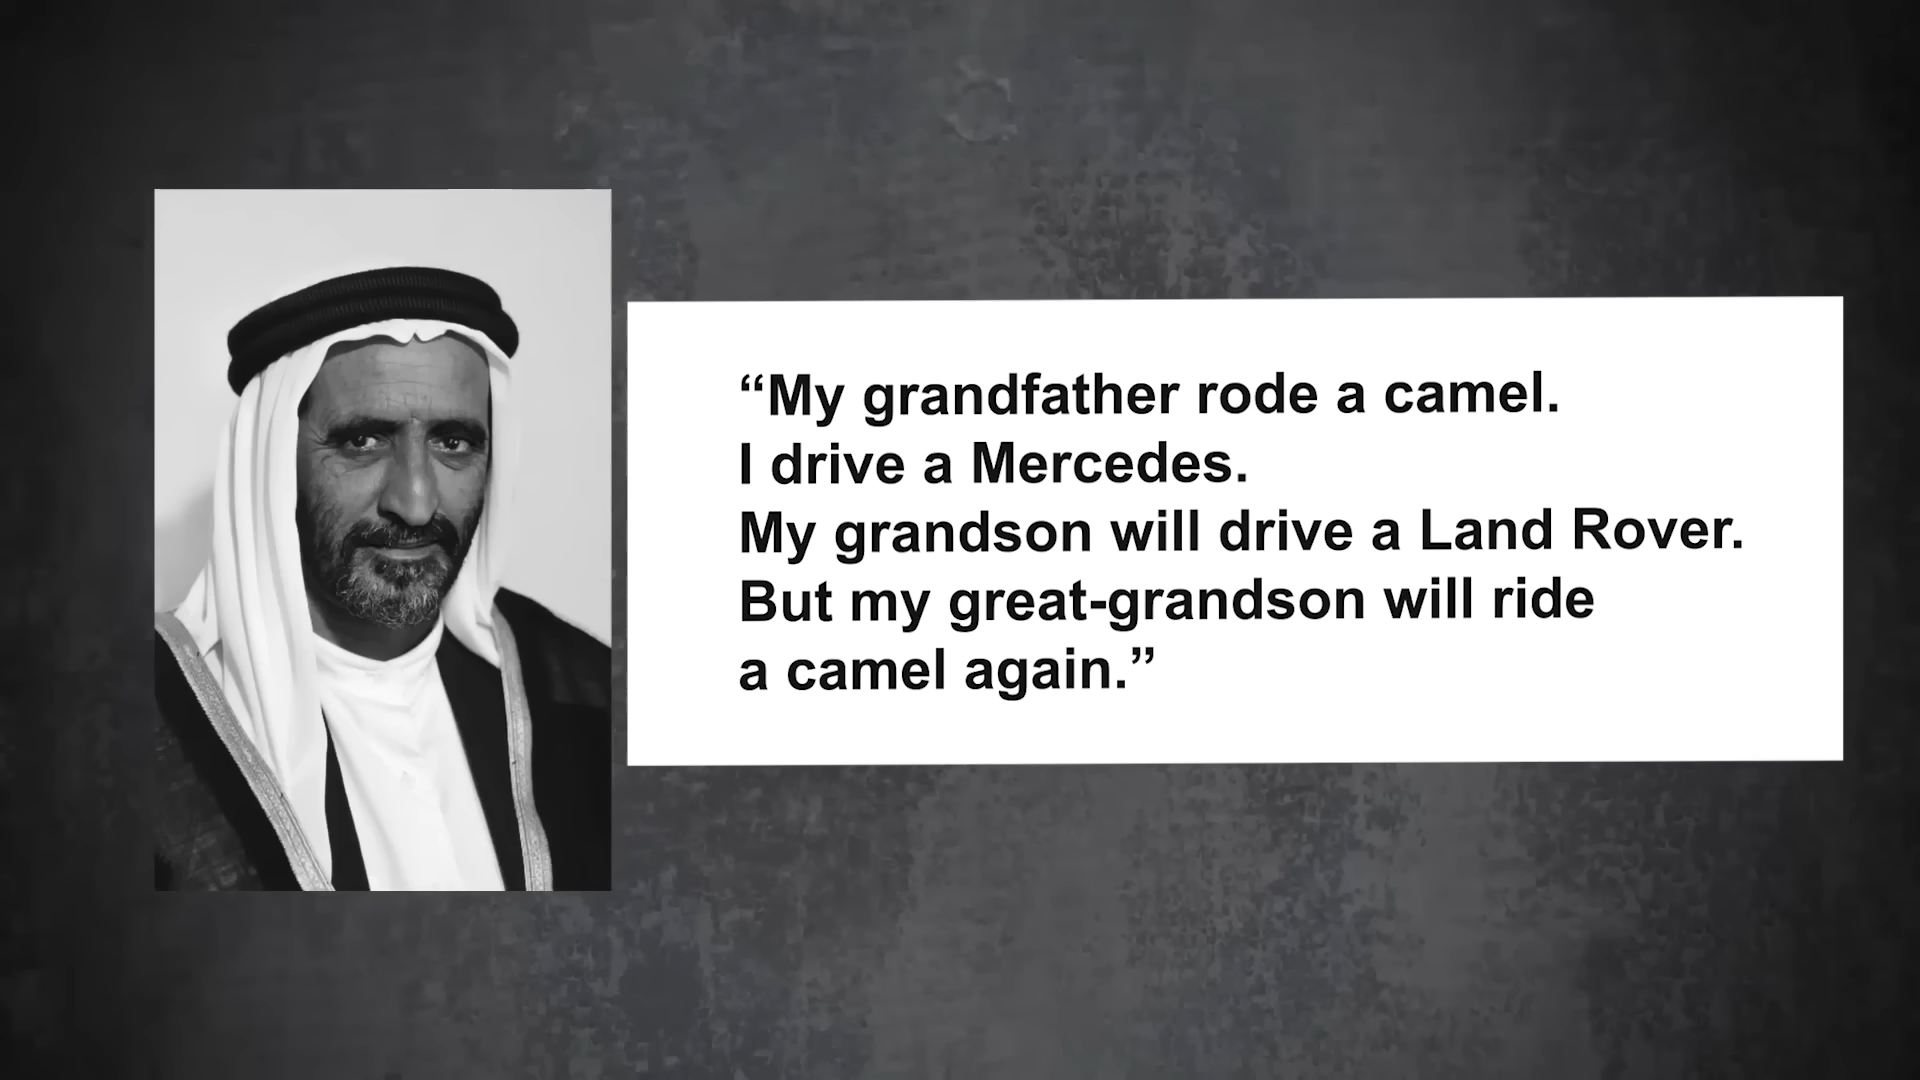 “My grandfather rode a camel.
I drive a Mercedes.
My grandson will drive a Land Rover.
But my great-grandson will ride
a camel again.”